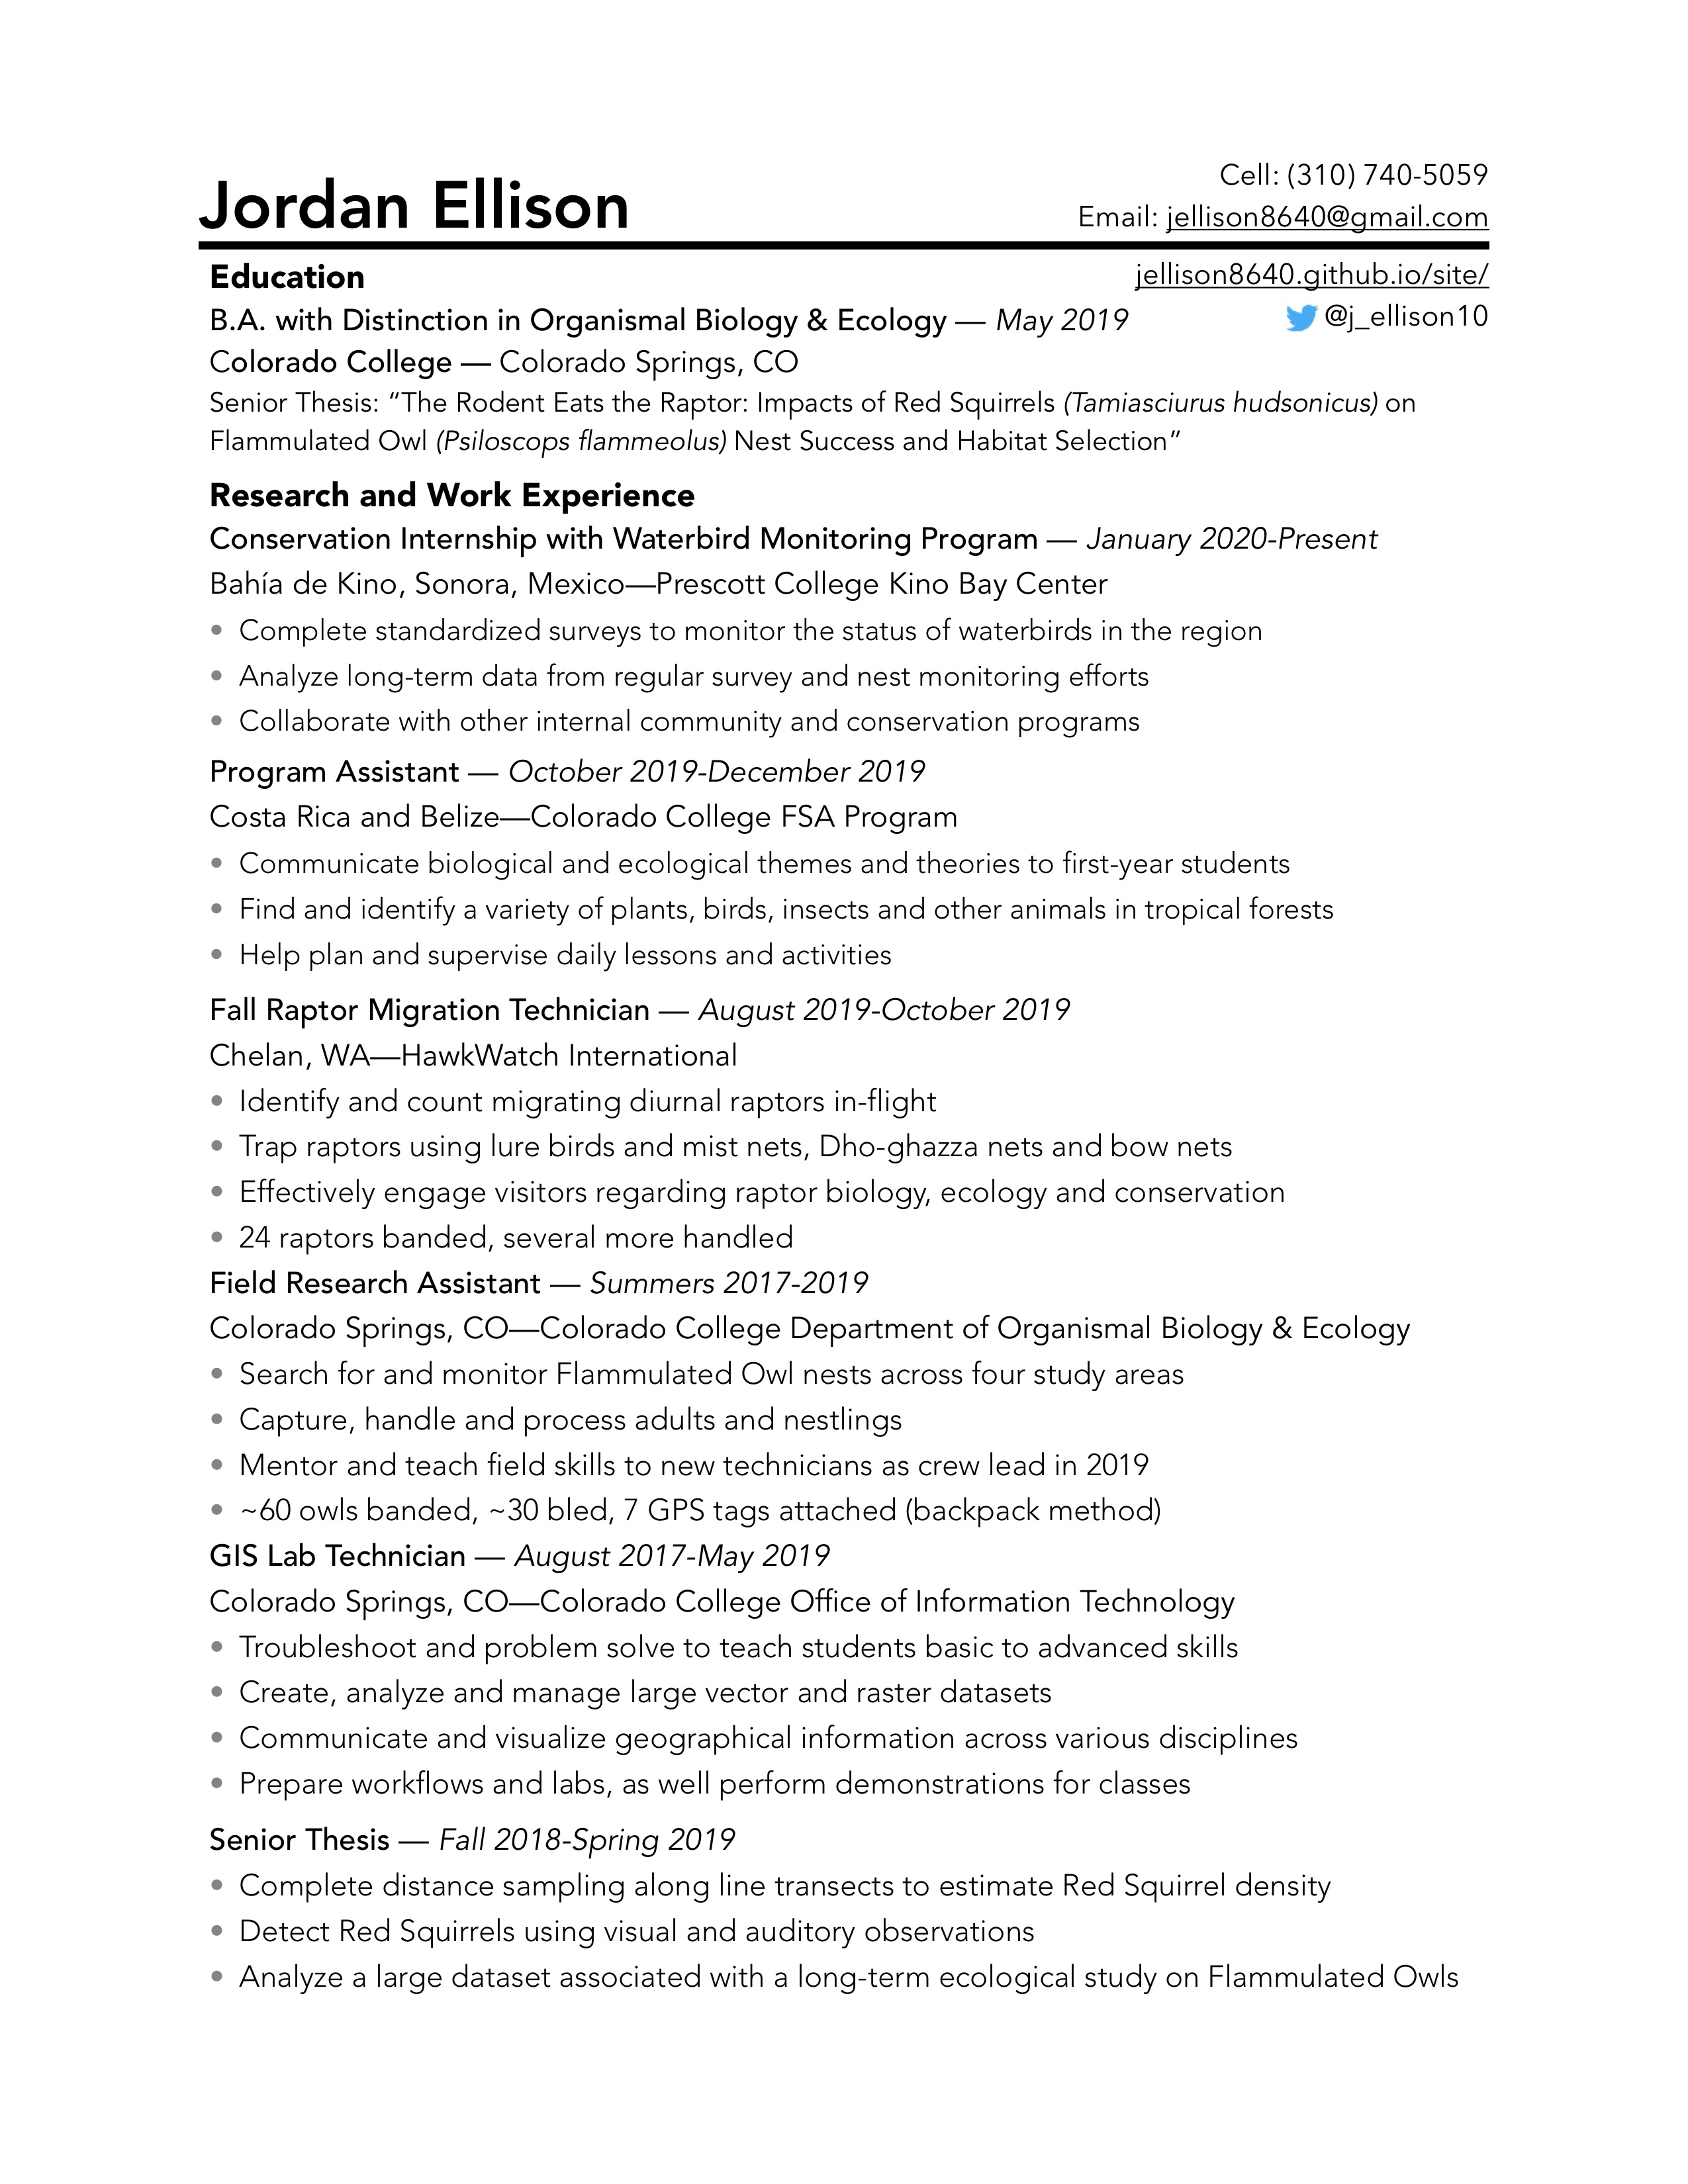 Jordan Ellison
Cell: (310) 740-5059
Email: jellison8640@gmail.com
jellison8640.github.io/site/
@j_ellison10
Education
B.A. with Distinction in Organismal Biology & Ecology — May 2019
Colorado College — Colorado Springs, CO
Senior Thesis: “The Rodent Eats the Raptor: Impacts of Red Squirrels (Tamiasciurus hudsonicus) on
Flammulated Owl (Psiloscops flammeolus) Nest Success and Habitat Selection”
Research and Work Experience
Conservation Internship with Waterbird Monitoring Program — January 2020-Present
Bahía de Kino, Sonora, Mexico—Prescott College Kino Bay Center
• Complete standardized surveys to monitor the status of waterbirds in the region
• Analyze long-term data from regular survey and nest monitoring efforts
• Collaborate with other internal community and conservation programs
Program Assistant — October 2019-December 2019
Costa Rica and Belize—Colorado College FSA Program
• Communicate biological and ecological themes and theories to first-year students
• Find and identify a variety of plants, birds, insects and other animals in tropical forests
• Help plan and supervise daily lessons and activities
Fall Raptor Migration Technician — August 2019-October 2019
Chelan, WA—HawkWatch International
• Identify and count migrating diurnal raptors in-flight
• Trap raptors using lure birds and mist nets, Dho-ghazza nets and bow nets
• Effectively engage visitors regarding raptor biology, ecology and conservation
• 24 raptors banded, several more handled
Field Research Assistant — Summers 2017-2019
Colorado Springs, CO—Colorado College Department of Organismal Biology & Ecology
• Search for and monitor Flammulated Owl nests across four study areas
• Capture, handle and process adults and nestlings
• Mentor and teach field skills to new technicians as crew lead in 2019
• ~60 owls banded, ~30 bled, 7 GPS tags attached (backpack method)
GIS Lab Technician — August 2017-May 2019
Colorado Springs, CO—Colorado College Office of Information Technology
• Troubleshoot and problem solve to teach students basic to advanced skills
• Create, analyze and manage large vector and raster datasets
• Communicate and visualize geographical information across various disciplines
• Prepare workflows and labs, as well perform demonstrations for classes
Senior Thesis — Fall 2018-Spring 2019
• Complete distance sampling along line transects to estimate Red Squirrel density
• Detect Red Squirrels using visual and auditory observations
• Analyze a large dataset associated with a long-term ecological study on Flammulated Owls